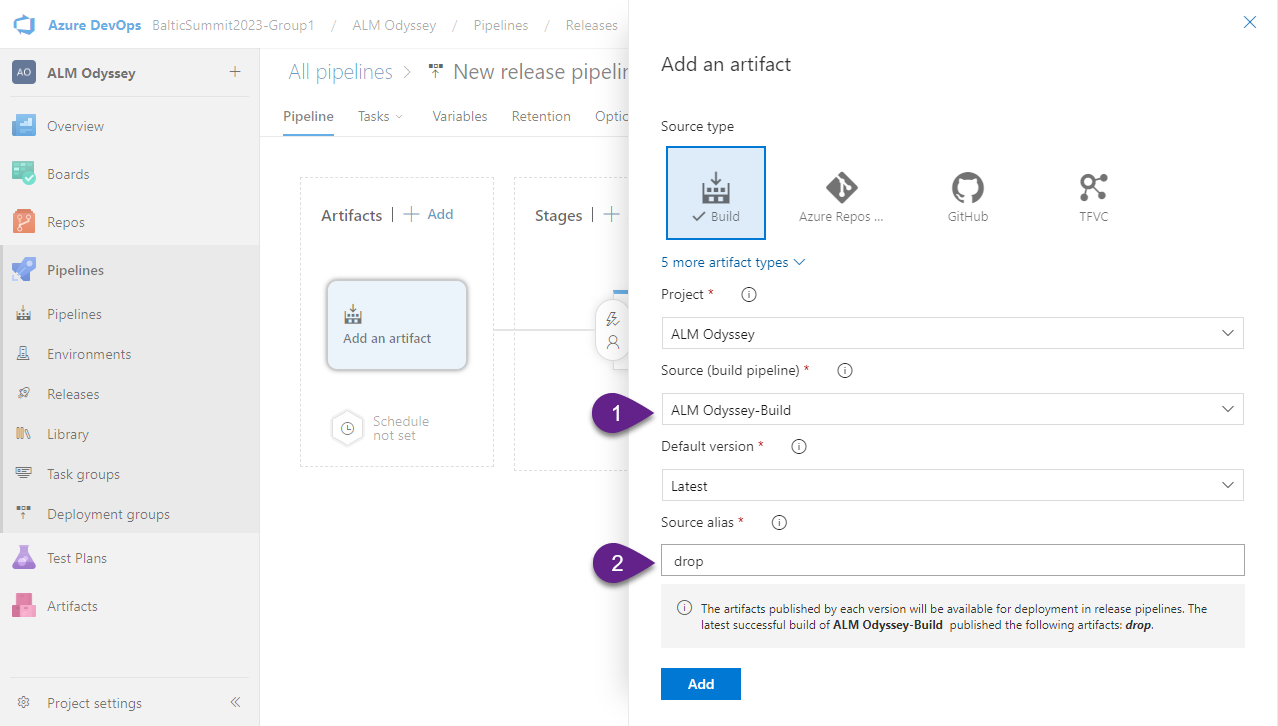 Azure DevOps BalticSummit2023-Group1 / ALM Odyssey / Pipelines / Releases
AO ALM Odyssey +
Overview
Boards
Repos
Pipelines
Pipelines
Environments
Releases
Library
Task groups
Deployment groups
Test Plans
Artifacts
Project settings
All pipelines > New release pipelin
Pipeline Tasks Variables Retention Optio
Artifacts | + Add
Stages | +
Add an artifact
Schedule
not set
Add an artifact
Source type
Build
Azure Repos ...
GitHub
TFVC
5 more artifact types
Project *
ALM Odyssey
Source (build pipeline) *
1
ALM Odyssey-Build
Default version *
Latest
Source alias *
2
drop
The artifacts published by each version will be available for deployment in release pipelines. The
latest successful build of ALM Odyssey-Build published the following artifacts: drop.
Add